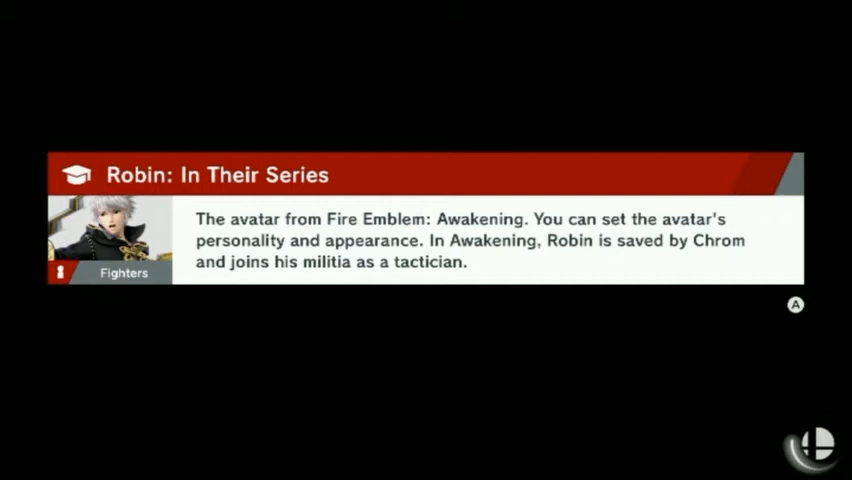 Robin: In Their Series
The avatar from Fire Emblem: Awakening. You can set the avatar's
personality and appearance. In Awakening, Robin is saved by Chrom
and joins his militia as a tactician.
Fighters
A